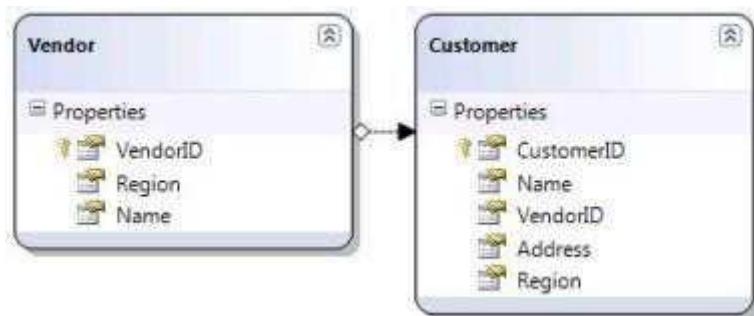 Vendor
Properties
VendorID
Region
Name
Customer
Properties
CustomerID
Name
VendorID
Address
Region